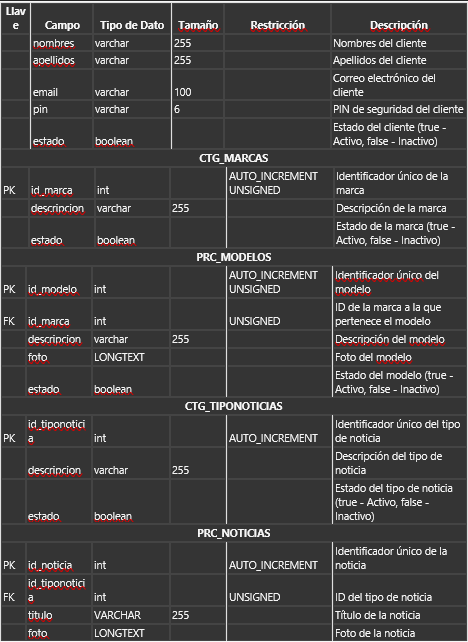 Llav
e Campo Tipo de Dato Tamaño Restricción Descripción
nombres varchar 255 Nombres del cliente
apellidos varchar 255 Apellidos del cliente
Correo electrónico del
email varchar 100 cliente
pin varchar 6 PIN de seguridad del cliente
Estado del cliente (true -
estado boolean Activo, false - Inactivo)
CTG_MARCAS
AUTO_INCREMENT Identificador único de la
PK id_marca int UNSIGNED marca
descripcion varchar 255 Descripción de la marca
Estado de la marca (true -
estado boolean Activo, false - Inactivo)
PRC_MODELOS
AUTO_INCREMENT Identificador único del
PK id_modelo int UNSIGNED modelo
ID de la marca a la que
FK id_marca int UNSIGNED pertenece el modelo
descripcion varchar 255 Descripción del modelo
foto LONGTEXT Foto del modelo
Estado del modelo (true -
estado boolean Activo, false - Inactivo)
CTG_TIPONOTICIAS
id_tiponotici Identificador único del tipo
PK a int AUTO_INCREMENT de noticia
Descripción del tipo de
descripcion varchar 255 noticia
Estado del tipo de noticia
(true - Activo, false -
estado boolean Inactivo)
PRC_NOTICIAS
Identificador único de la
PK id_noticia int AUTO_INCREMENT noticia
id_tiponotici
FK a int UNSIGNED ID del tipo de noticia
titulo VARCHAR 255 Título de la noticia
foto LONGTEXT Foto de la noticia